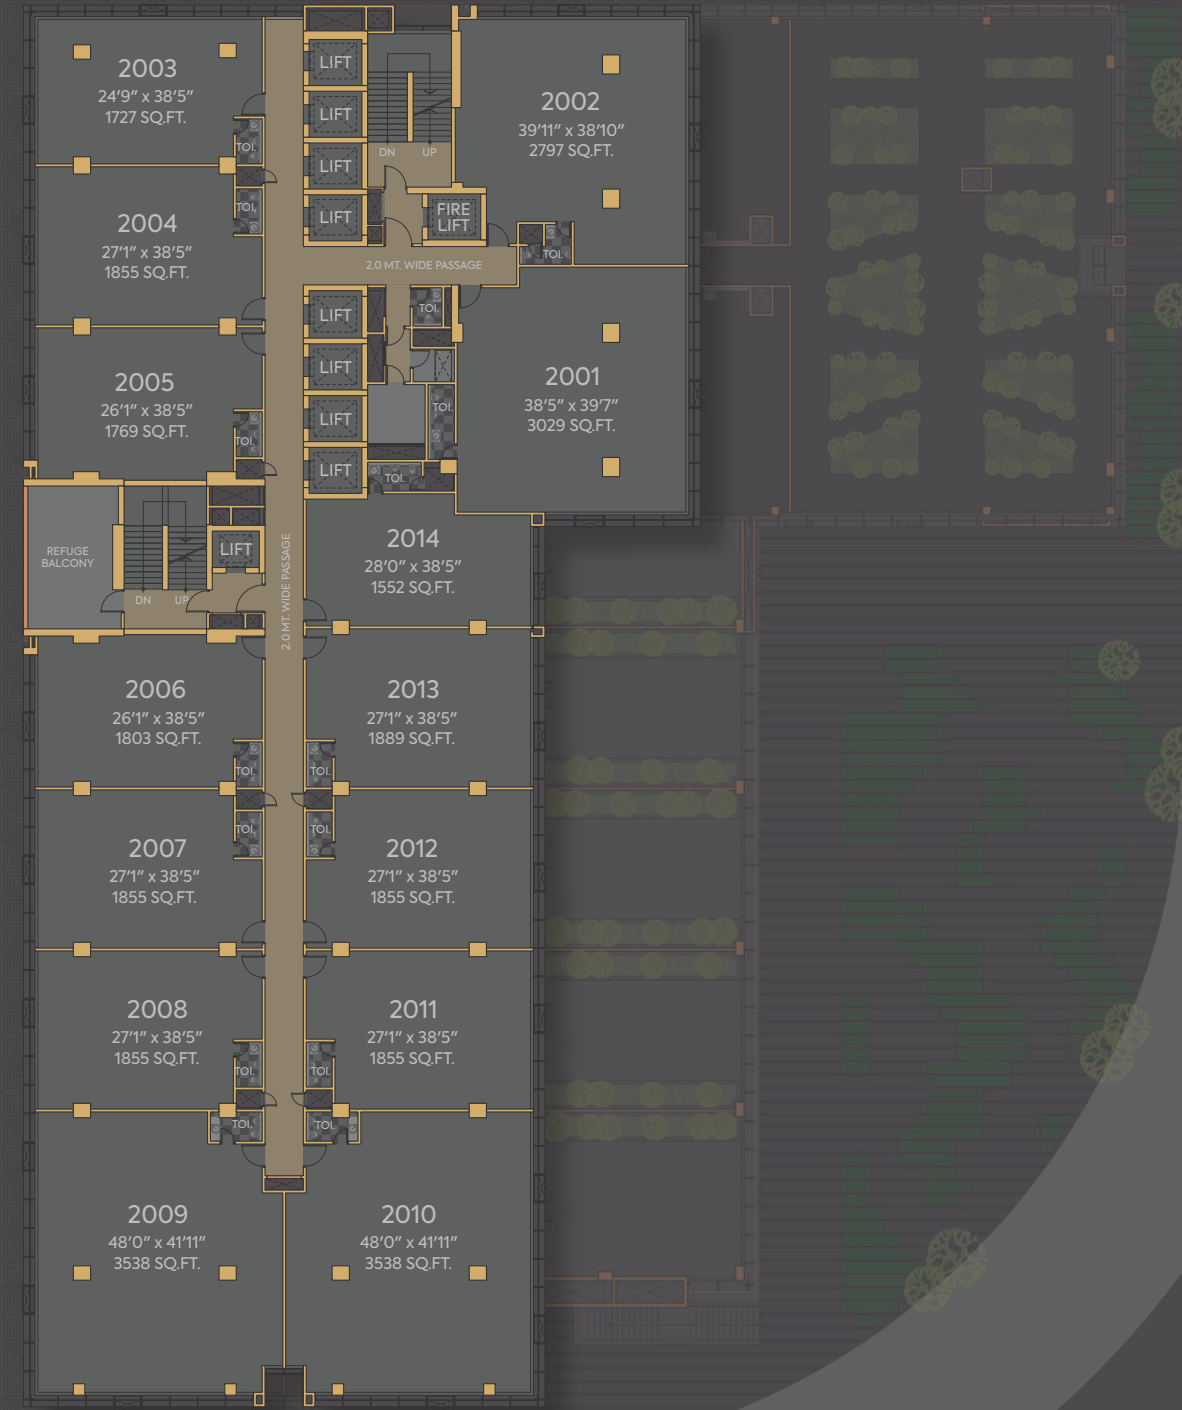 2003
24'9" x 38'5"
1727 SQ.FT.
TOI.
LIFT
LIFT
LIFT
LIFT
DN
UP
FIRE
LIFT
2002
39'11" x 38'10"
2797 SQ.FT.
TOI.
2004
27'1" x 38'5"
1855 SQ.FT.
TOI.
2.0 MT. WIDE PASSAGE
2005
26'1" x 38'5"
1769 SQ.FT.
TOI.
LIFT
LIFT
LIFT
LIFT
TOI.
TOI.
TOI.
2001
38'5" x 39'7"
3029 SQ.FT.
REFUGE
BALCONY
DN
UP
LIFT
2.0 MT. WIDE PASSAGE
2014
28'0" x 38'5"
1552 SQ.FT.
2006
26'1" x 38'5"
1803 SQ.FT.
TOI.
2013
27'1" x 38'5"
1889 SQ.FT.
TOI.
2007
27'1" x 38'5"
1855 SQ.FT.
TOI.
2012
27'1" x 38'5"
1855 SQ.FT.
TOI.
2008
27'1" x 38'5"
1855 SQ.FT.
TOI.
2011
27'1" x 38'5"
1855 SQ.FT.
TOI.
TOI.
TOI.
2009
48'0" x 41'11"
3538 SQ.FT.
2010
48'0" x 41'11"
3538 SQ.FT.